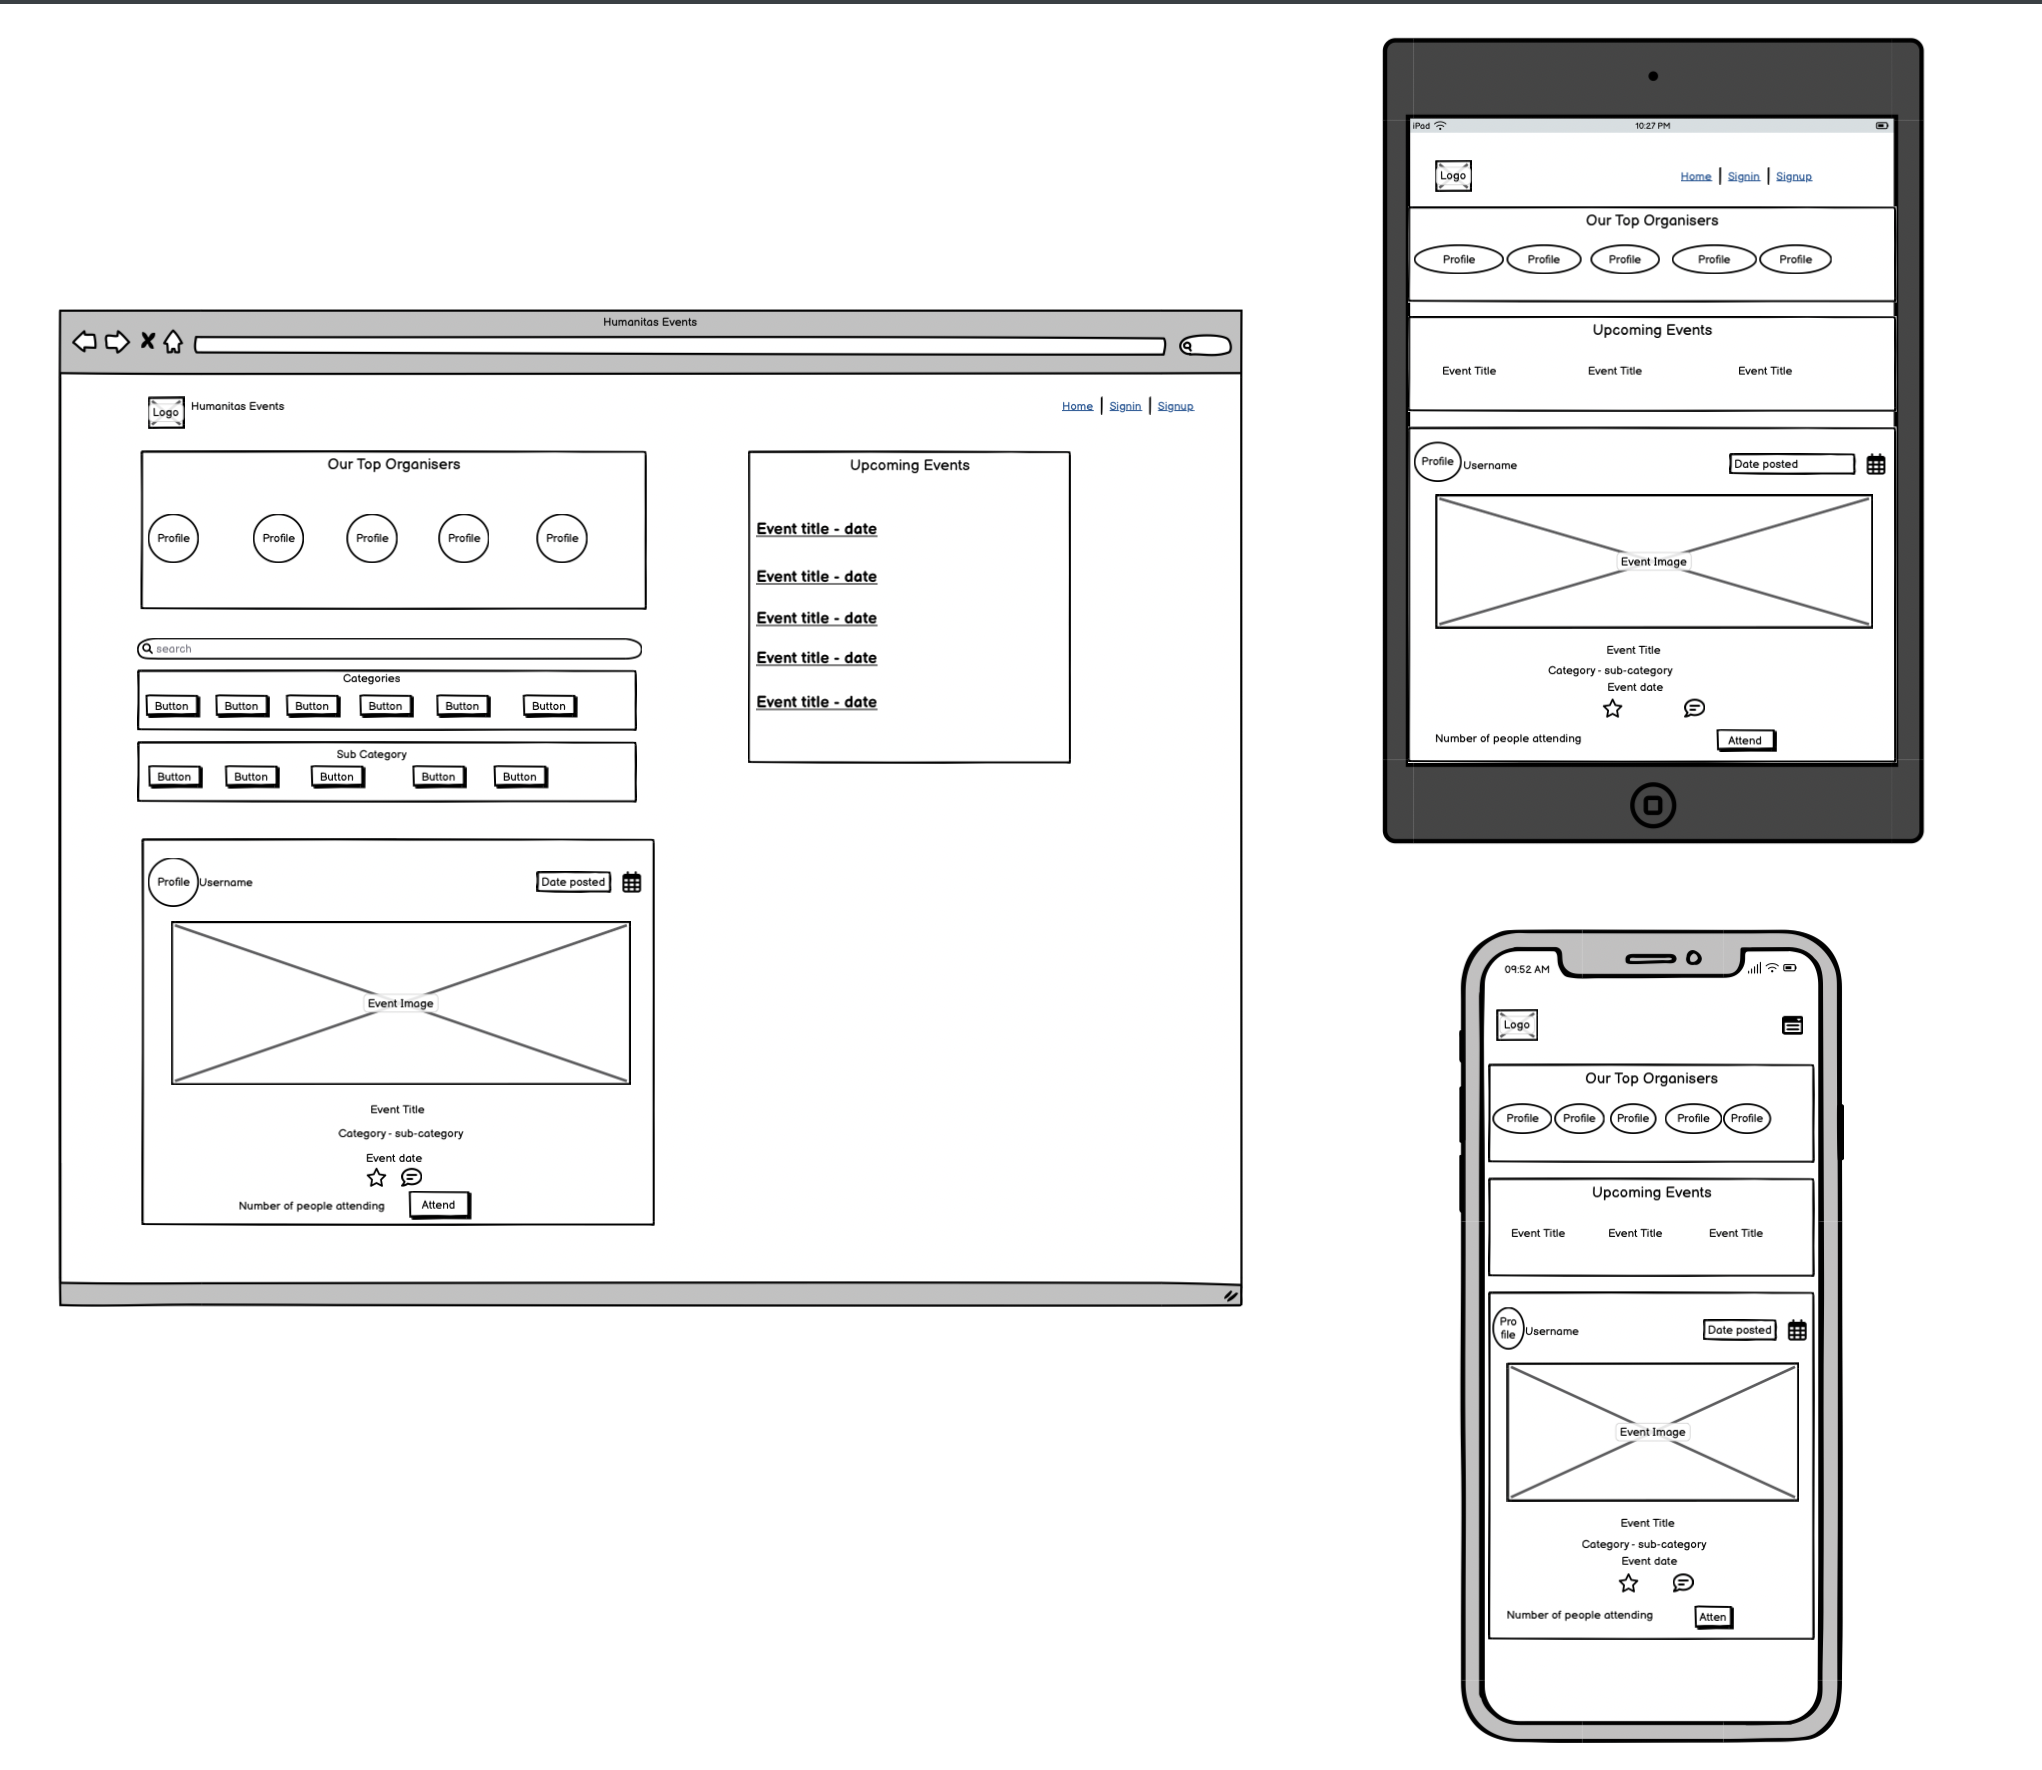 Humanitas Events
Logo Humanitas Events
Home Signin Signup
Our Top Organisers
Profile Profile Profile Profile Profile
search
Categories
Button Button Button Button Button Button
Sub Category
Button Button Button Button Button
Upcoming Events
Event title - date
Event title - date
Event title - date
Event title - date
Event title - date
Profile Username Date posted
Event Image
Event Title
Category - sub-category
Event date
Number of people attending Attend
iPad 10:27 PM
Logo Home Signin Signup
Our Top Organisers
Profile Profile Profile Profile Profile
Upcoming Events
Event Title Event Title Event Title
Profile Username Date posted
Event Image
Event Title
Category - sub-category
Event date
Number of people attending Attend
09:52 AM
Logo
Our Top Organisers
Profile Profile Profile Profile Profile
Upcoming Events
Event Title Event Title Event Title
Pro
file Username Date posted
Event Image
Event Title
Category - sub-category
Event date
Number of people attending Atten